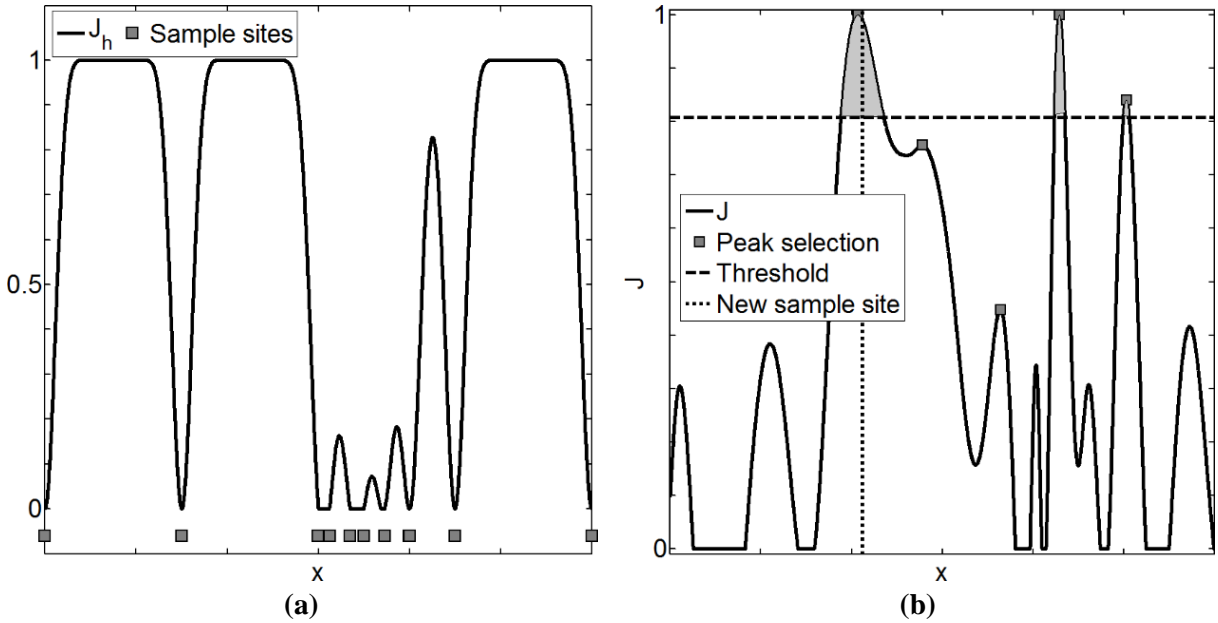 J_h Sample sites
1
0.5
0
x
(a)
1
J
J
Peak selection
Threshold
New sample site
0
x
(b)